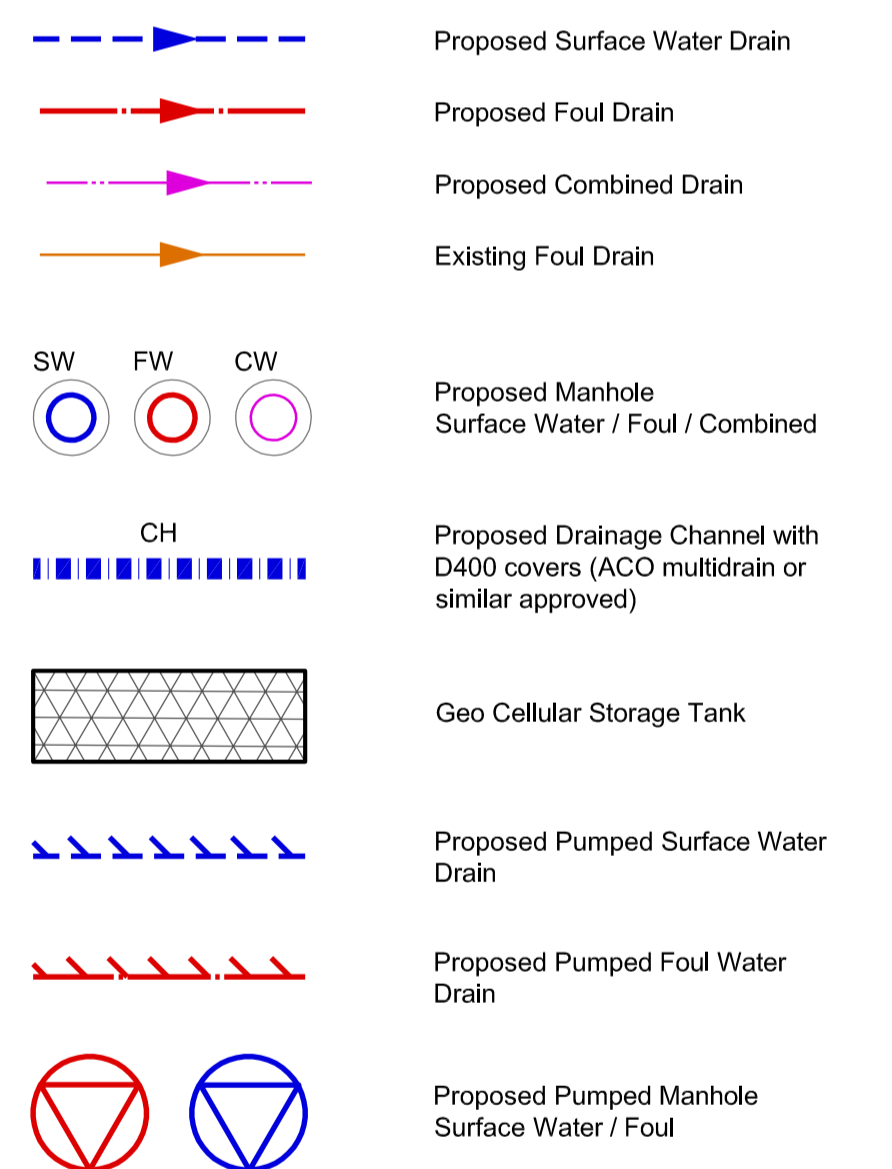 Proposed Surface Water Drain
Proposed Foul Drain
Proposed Combined Drain
Existing Foul Drain
SW FW CW
Proposed Manhole
Surface Water / Foul / Combined
CH
Proposed Drainage Channel with
D400 covers (ACO multidrain or
similar approved)
Geo Cellular Storage Tank
Proposed Pumped Surface Water
Drain
Proposed Pumped Foul Water
Drain
Proposed Pumped Manhole
Surface Water / Foul